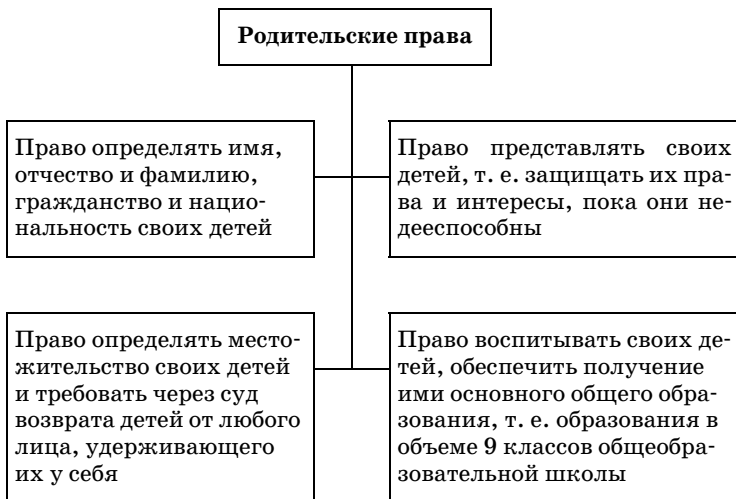 Родительские права
Право определять имя,
отчество и фамилию,
гражданство и нацио-
нальность своих детей
Право представлять своих
детей, т. е. защищать их пра-
ва и интересы, пока они не-
дееспособны
Право определять место-
жительство своих детей
и требовать через суд
возврата детей от любого
лица, удерживающего
их у себя
Право воспитывать своих де-
тей, обеспечить получение
ими основного общего обра-
зования, т. е. образования в
объеме 9 классов общеобра-
зовательной школы